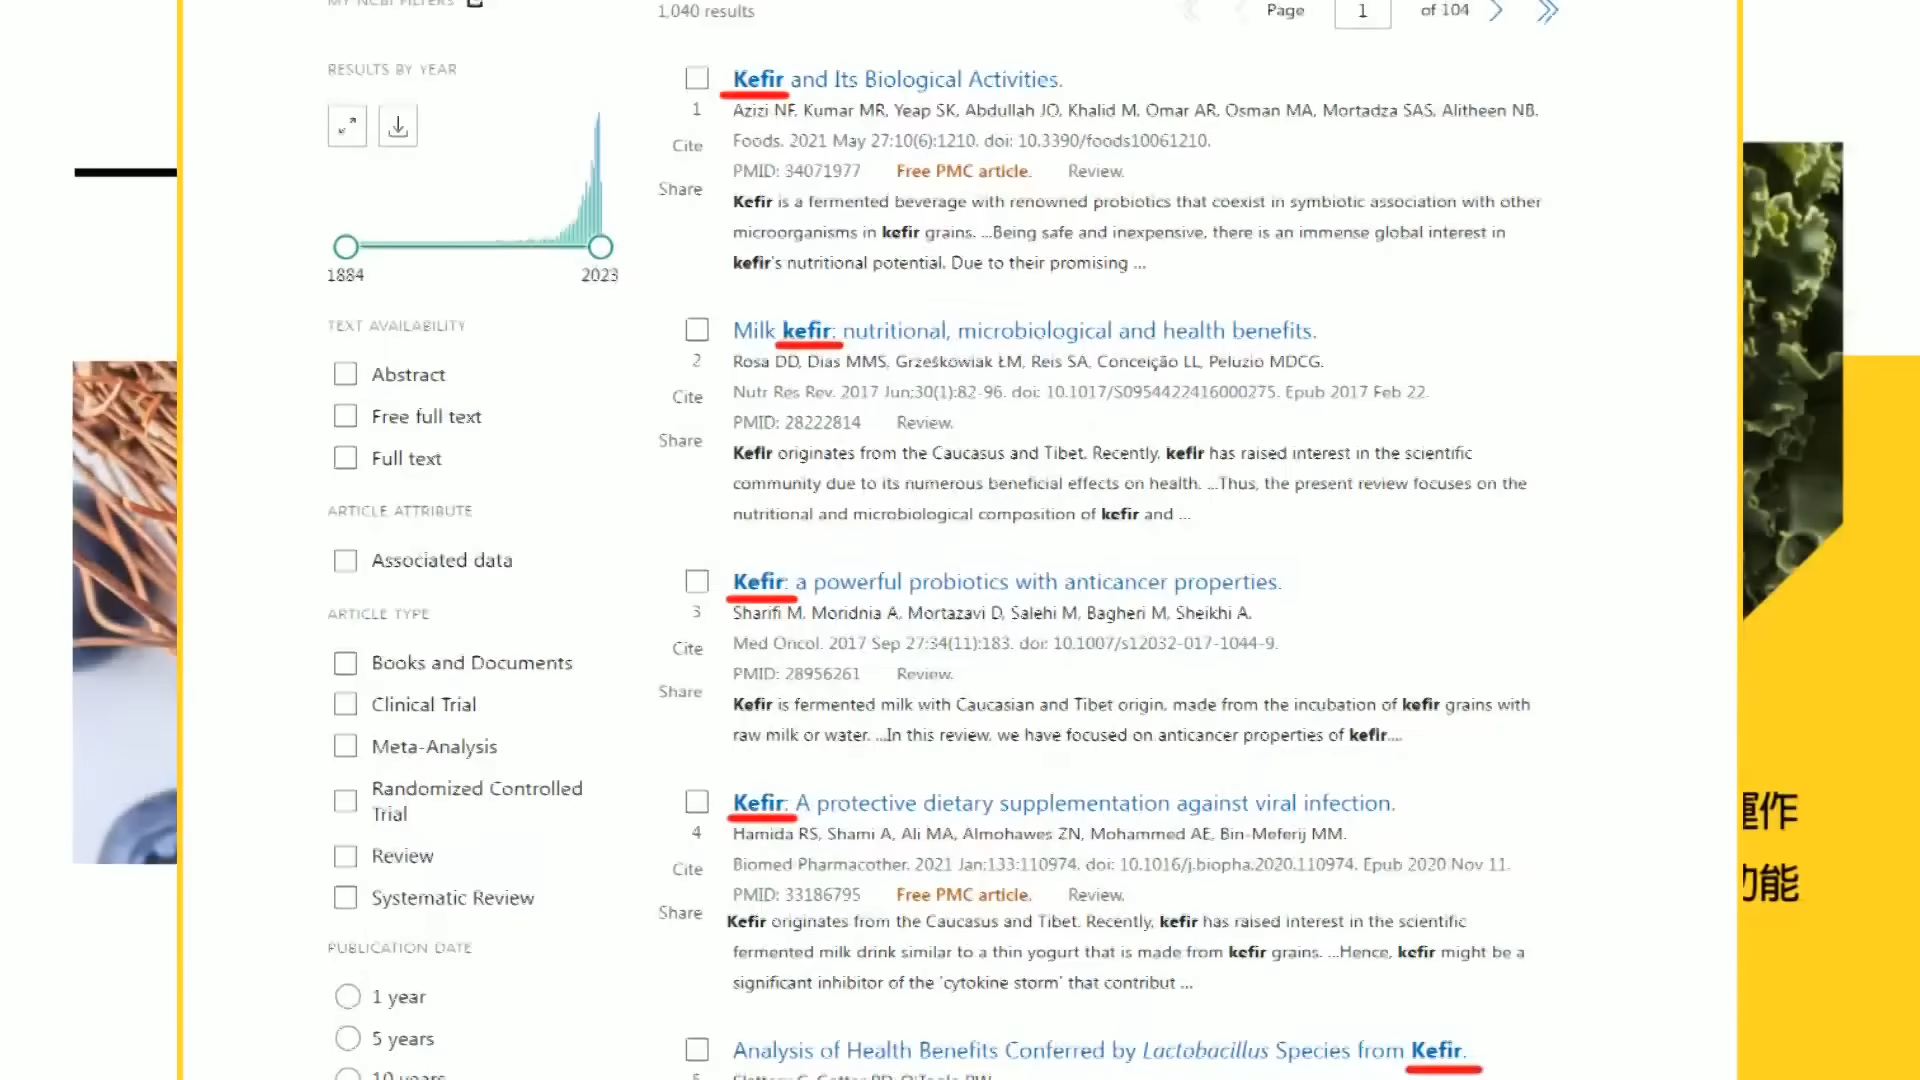 MY NCBI FILTERS
1,040 results
Page 1 of 104
RESULTS BY YEAR
1884
2023
TEXT AVAILABILITY
Abstract
Free full text
Full text
ARTICLE ATTRIBUTE
Associated data
ARTICLE TYPE
Books and Documents
Clinical Trial
Meta-Analysis
Randomized Controlled
Trial
Review
Systematic Review
PUBLICATION DATE
1 year
5 years
10 years
Kefir and Its Biological Activities.
1
Cite
Share
Azizi NF, Kumar MR, Yeap SK, Abdullah JO, Khalid M, Omar AR, Osman MA, Mortadza SAS, Alitheen NB.
Foods. 2021 May 27;10(6):1210. doi: 10.3390/foods10061210.
PMID: 34071977 Free PMC article. Review.
Kefir is a fermented beverage with renowned probiotics that coexist in symbiotic association with other
microorganisms in kefir grains. ...Being safe and inexpensive, there is an immense global interest in
kefir's nutritional potential. Due to their promising ...
Milk kefir: nutritional, microbiological and health benefits.
2
Cite
Share
Rosa DD, Dias MMS, Grześkowiak ŁM, Reis SA, Conceição LL, Peluzio MDCG.
Nutr Res Rev. 2017 Jun;30(1):82-96. doi: 10.1017/S0954422416000275. Epub 2017 Feb 22.
PMID: 28222814 Review.
Kefir originates from the Caucasus and Tibet. Recently, kefir has raised interest in the scientific
community due to its numerous beneficial effects on health. ...Thus, the present review focuses on the
nutritional and microbiological composition of kefir and ...
Kefir: a powerful probiotics with anticancer properties.
3
Cite
Share
Sharifi M, Moridnia A, Mortazavi D, Salehi M, Bagheri M, Sheikhi A.
Med Oncol. 2017 Sep 27;34(11):183. doi: 10.1007/s12032-017-1044-9.
PMID: 28956261 Review.
Kefir is fermented milk with Caucasian and Tibet origin, made from the incubation of kefir grains with
raw milk or water. ...In this review, we have focused on anticancer properties of kefir....
Kefir: A protective dietary supplementation against viral infection.
4
Cite
Share
Hamida RS, Shami A, Ali MA, Almohawes ZN, Mohammed AE, Bin-Meferij MM.
Biomed Pharmacother. 2021 Jan;133:110974. doi: 10.1016/j.biopha.2020.110974. Epub 2020 Nov 11.
PMID: 33186795 Free PMC article. Review.
Kefir originates from the Caucasus and Tibet. Recently, kefir has raised interest in the scientific
fermented milk drink similar to a thin yogurt that is made from kefir grains. ...Hence, kefir might be a
significant inhibitor of the 'cytokine storm' that contribut ...
Analysis of Health Benefits Conferred by Lactobacillus Species from Kefir.
運作
功能